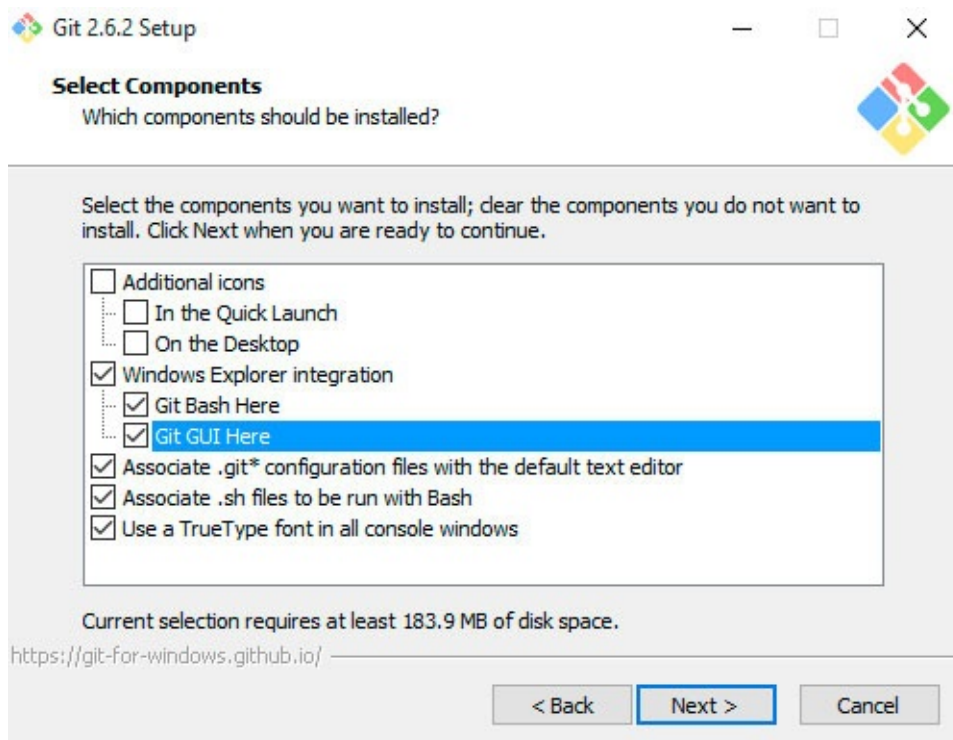 Git 2.6.2 Setup
Select Components
Which components should be installed?
Select the components you want to install; clear the components you do not want to
install. Click Next when you are ready to continue.
Additional icons
In the Quick Launch
On the Desktop
Windows Explorer integration
Git Bash Here
Git GUI Here
Associate .git* configuration files with the default text editor
Associate .sh files to be run with Bash
Use a TrueType font in all console windows
Current selection requires at least 183.9 MB of disk space.
https://git-for-windows.github.io/
< Back Next > Cancel